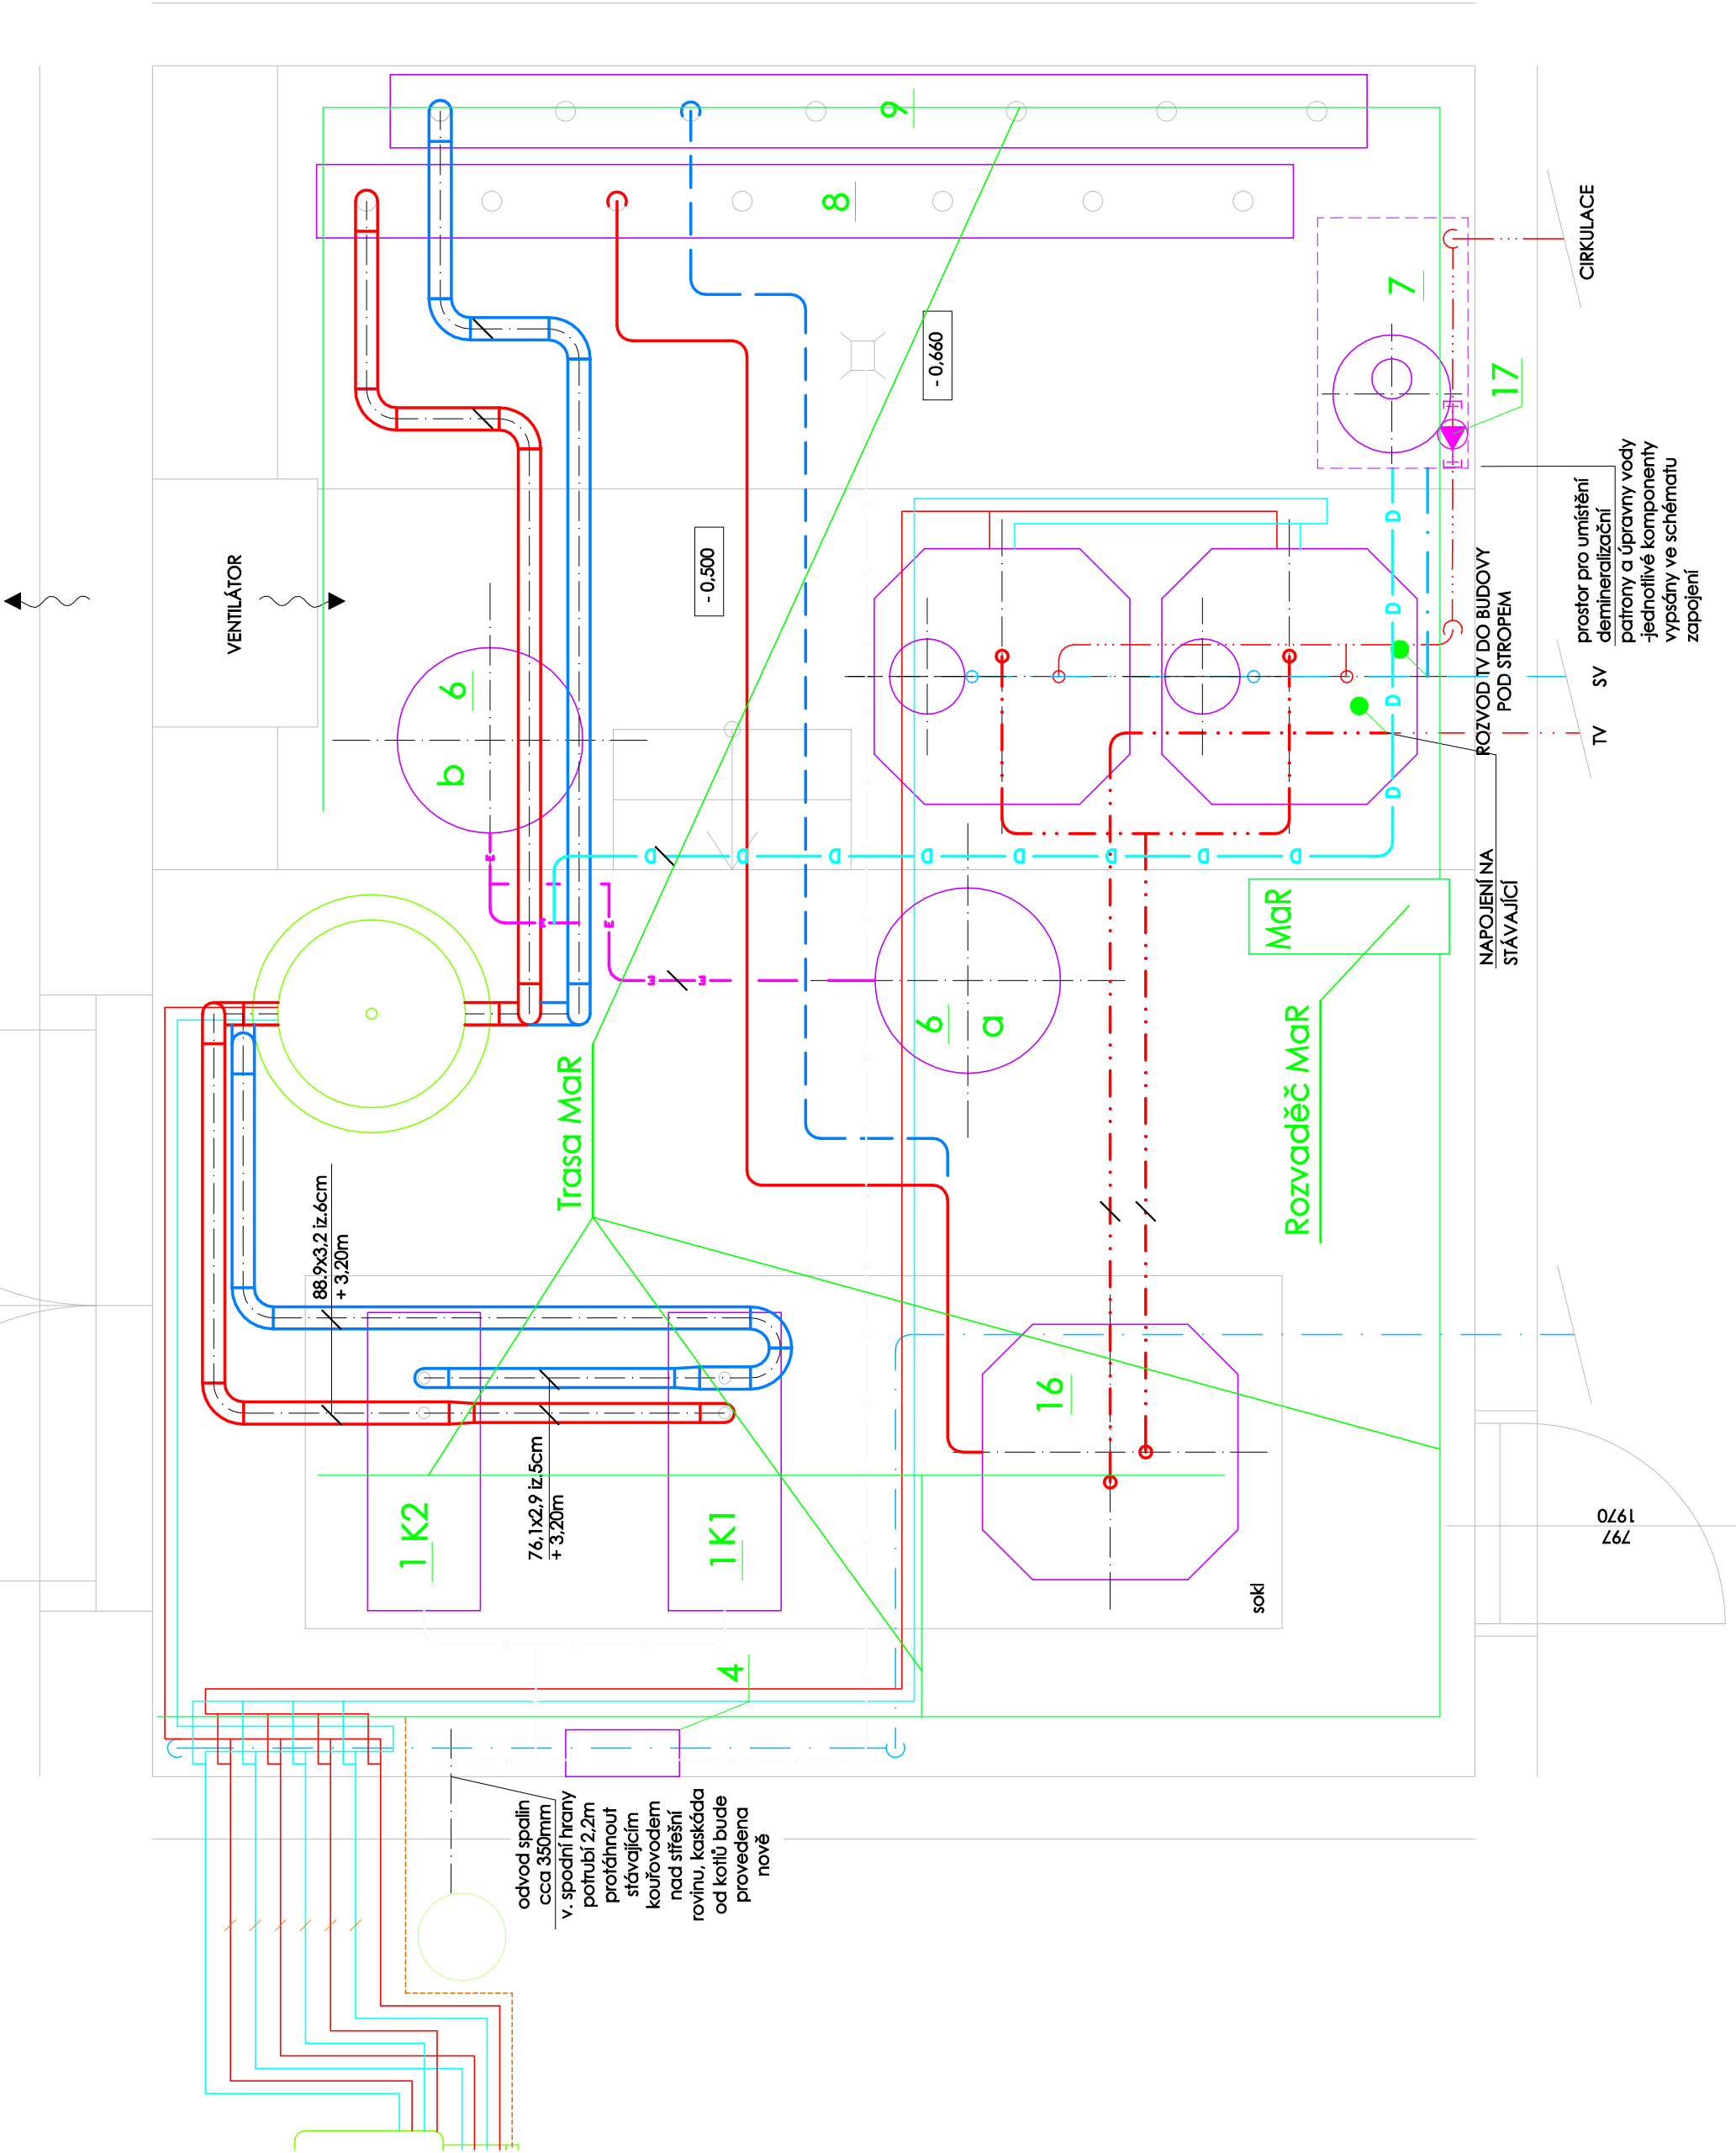 VENTILÁTOR
9
8
7
17
CIRKULACE
- 0,660
- 0,500
6
b
prostor pro umístění
demineralizační
patrony a úpravny vody
-jednotlivé komponenty
vypsány ve schématu
zapojení
ROZVOD TV DO BUDOVY
POD STROPEM
SV
TV
NAPOJENÍ NA
STÁVAJÍCÍ
E
E
E
E
E
D
D
D
D
D
D
D
D
D
D
D
D
MaR
6
a
Trasa MaR
Rozvaděč MaR
88.9x3,2 iz.6cm
+ 3,20m
76,1x2,9 iz.5cm
+ 3,20m
1 K2
1 K1
16
sokl
797
1970
4
odvod spalin
cca 350mm
v. spodní hrany
potrubí 2,2m
protáhnout
stávajícím
kouřovodem
nad střešní
rovinu, kaskáda
od kotlů bude
provedena
nově